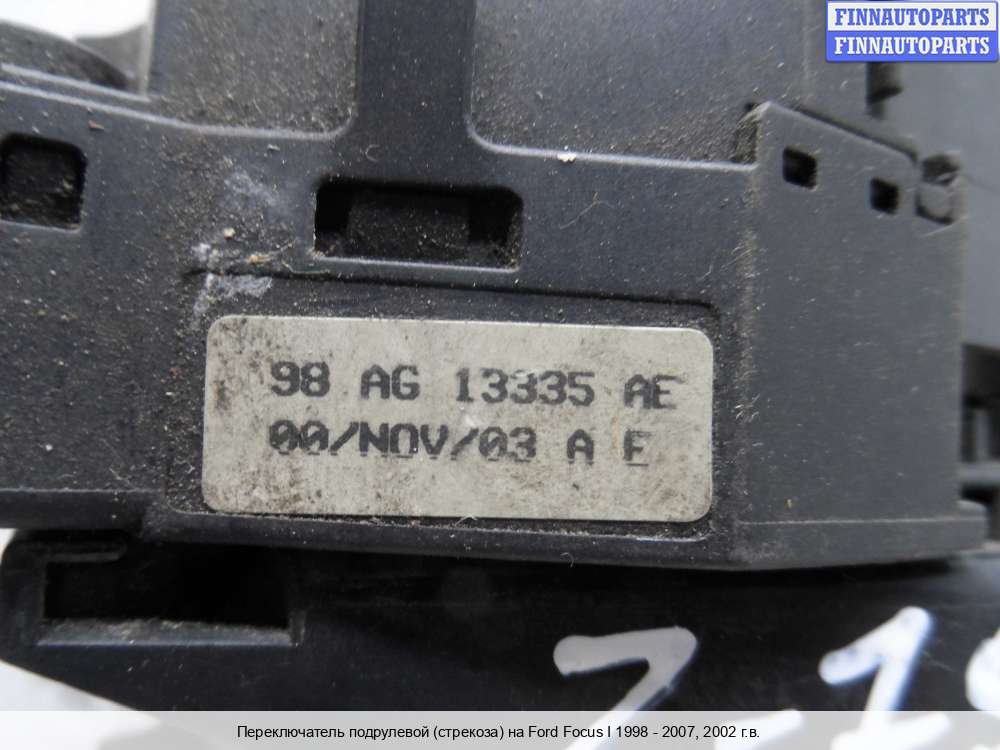 FINNAUTOPARTS
FINNAUTOPARTS
98 AG 13335 AE
00/NOV/03 A E
Переключатель подрулевой (стрекоза) на Ford Focus I 1998 - 2007, 2002 г.в.